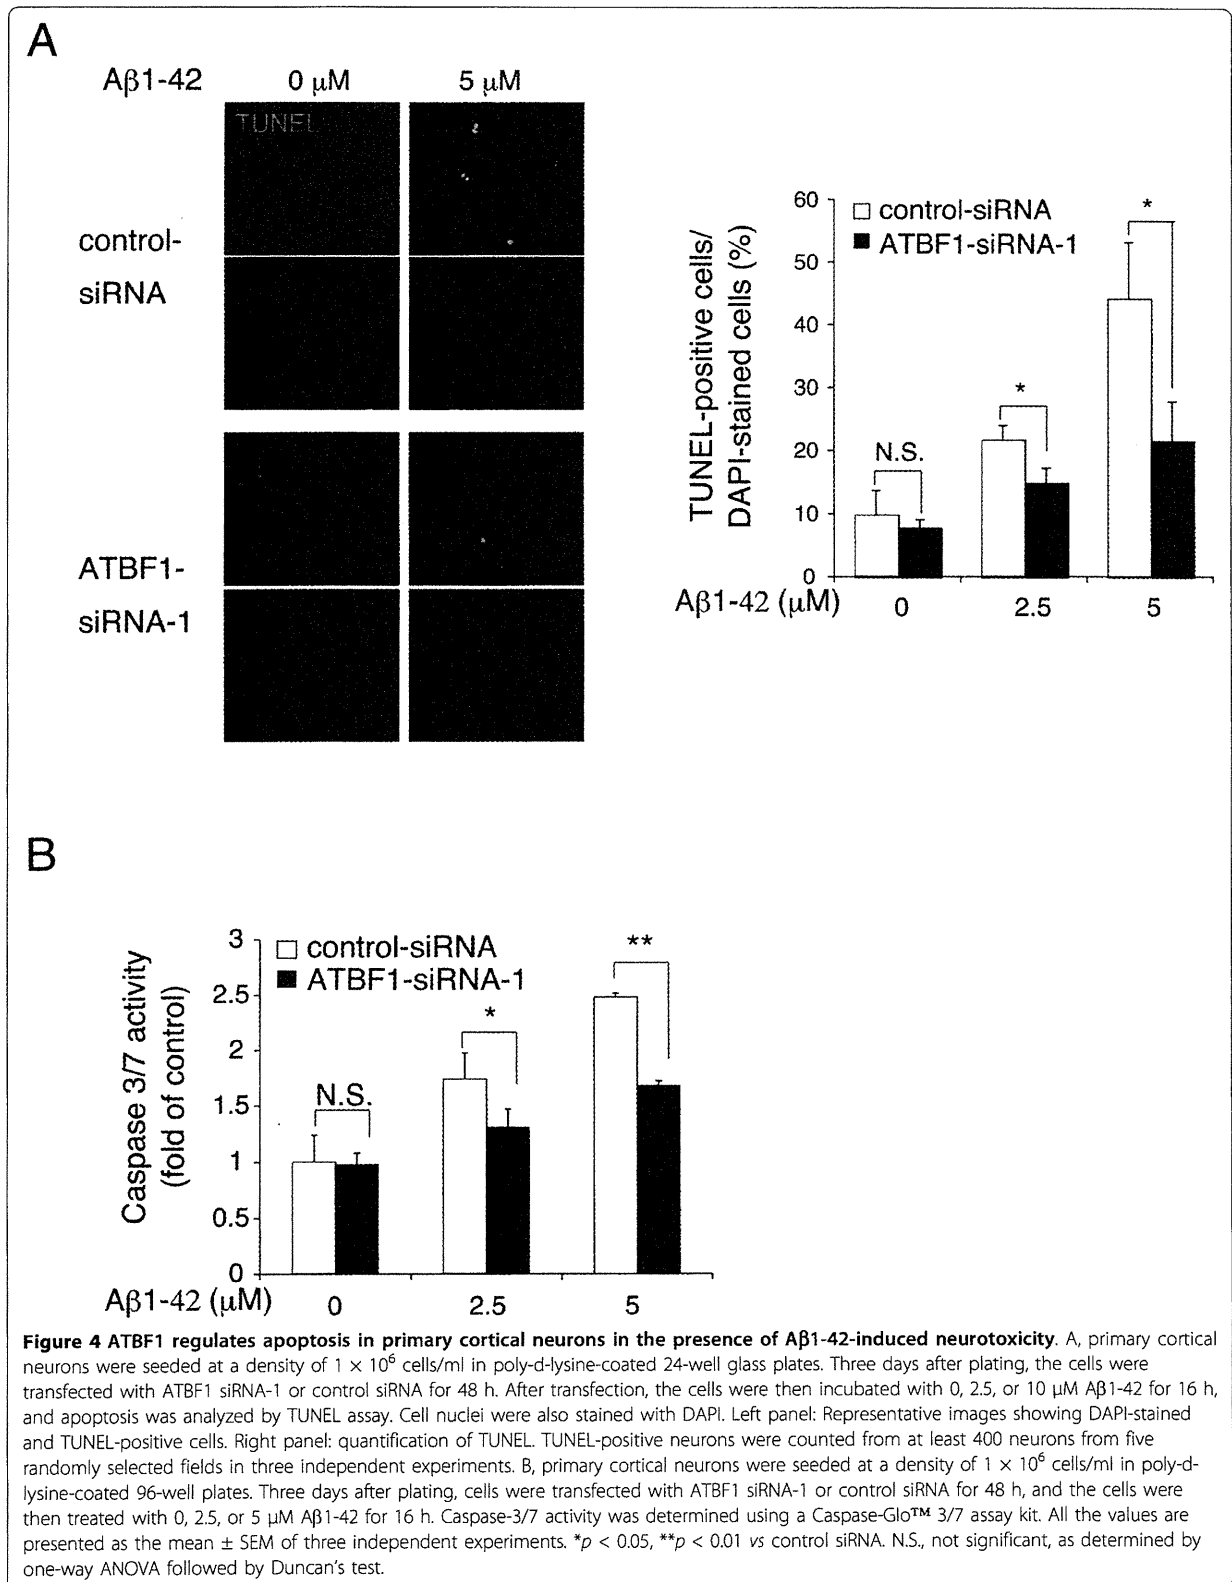 A
Aβ1-42 0 μM 5 μM
TUNEL
control-
siRNA
ATBF1-
siRNA-1
TUNEL-positive cells/
DAPI-stained cells (%)
60
50
40
30
20
10
0
□ control-siRNA
■ ATBF1-siRNA-1
N.S.
*
*
Aβ1-42 (μM) 0 2.5 5
B
Caspase 3/7 activity
(fold of control)
3
2.5
2
1.5
1
0.5
0
□ control-siRNA
■ ATBF1-siRNA-1
N.S.
*
**
Aβ1-42 (μM) 0 2.5 5
Figure 4 ATBF1 regulates apoptosis in primary cortical neurons in the presence of Aβ1-42-induced neurotoxicity. A, primary cortical
neurons were seeded at a density of 1 × 10⁶ cells/ml in poly-d-lysine-coated 24-well glass plates. Three days after plating, the cells were
transfected with ATBF1 siRNA-1 or control siRNA for 48 h. After transfection, the cells were then incubated with 0, 2.5, or 10 μM Aβ1-42 for 16 h,
and apoptosis was analyzed by TUNEL assay. Cell nuclei were also stained with DAPI. Left panel: Representative images showing DAPI-stained
and TUNEL-positive cells. Right panel: quantification of TUNEL. TUNEL-positive neurons were counted from at least 400 neurons from five
randomly selected fields in three independent experiments. B, primary cortical neurons were seeded at a density of 1 × 10⁶ cells/ml in poly-d-
lysine-coated 96-well plates. Three days after plating, cells were transfected with ATBF1 siRNA-1 or control siRNA for 48 h, and the cells were
then treated with 0, 2.5, or 5 μM Aβ1-42 for 16 h. Caspase-3/7 activity was determined using a Caspase-Glo™ 3/7 assay kit. All the values are
presented as the mean ± SEM of three independent experiments. *p < 0.05, **p < 0.01 vs control siRNA. N.S., not significant, as determined by
one-way ANOVA followed by Duncan's test.